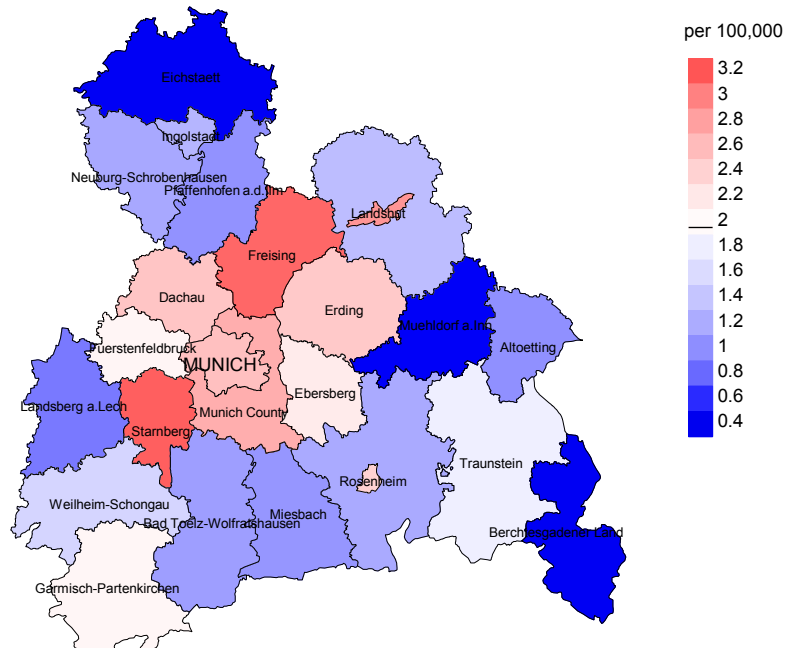 per 100,000
3.2
3
2.8
2.6
2.4
2.2
2
1.8
1.6
1.4
1.2
1
0.8
0.6
0.4
Eichstaett
Ingolstadt
Neuburg-Schrobenhausen
Pfaffenhofen a.d.Ilm
Landshut
Freising
Dachau
Erding
Muehldorf a.Inn
Altoetting
Fuerstenfeldbruck
MUNICH
Ebersberg
Landsberg a.Lech
Munich County
Starnberg
Traunstein
Rosenheim
Weilheim-Schongau
Miesbach
Bad Toelz-Wolfratshausen
Berchtesgadener Land
Garmisch-Partenkirchen